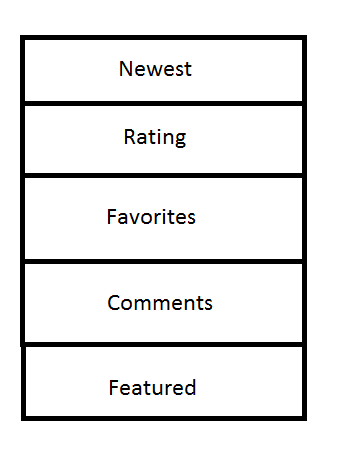 Newest
Rating
Favorites
Comments
Featured